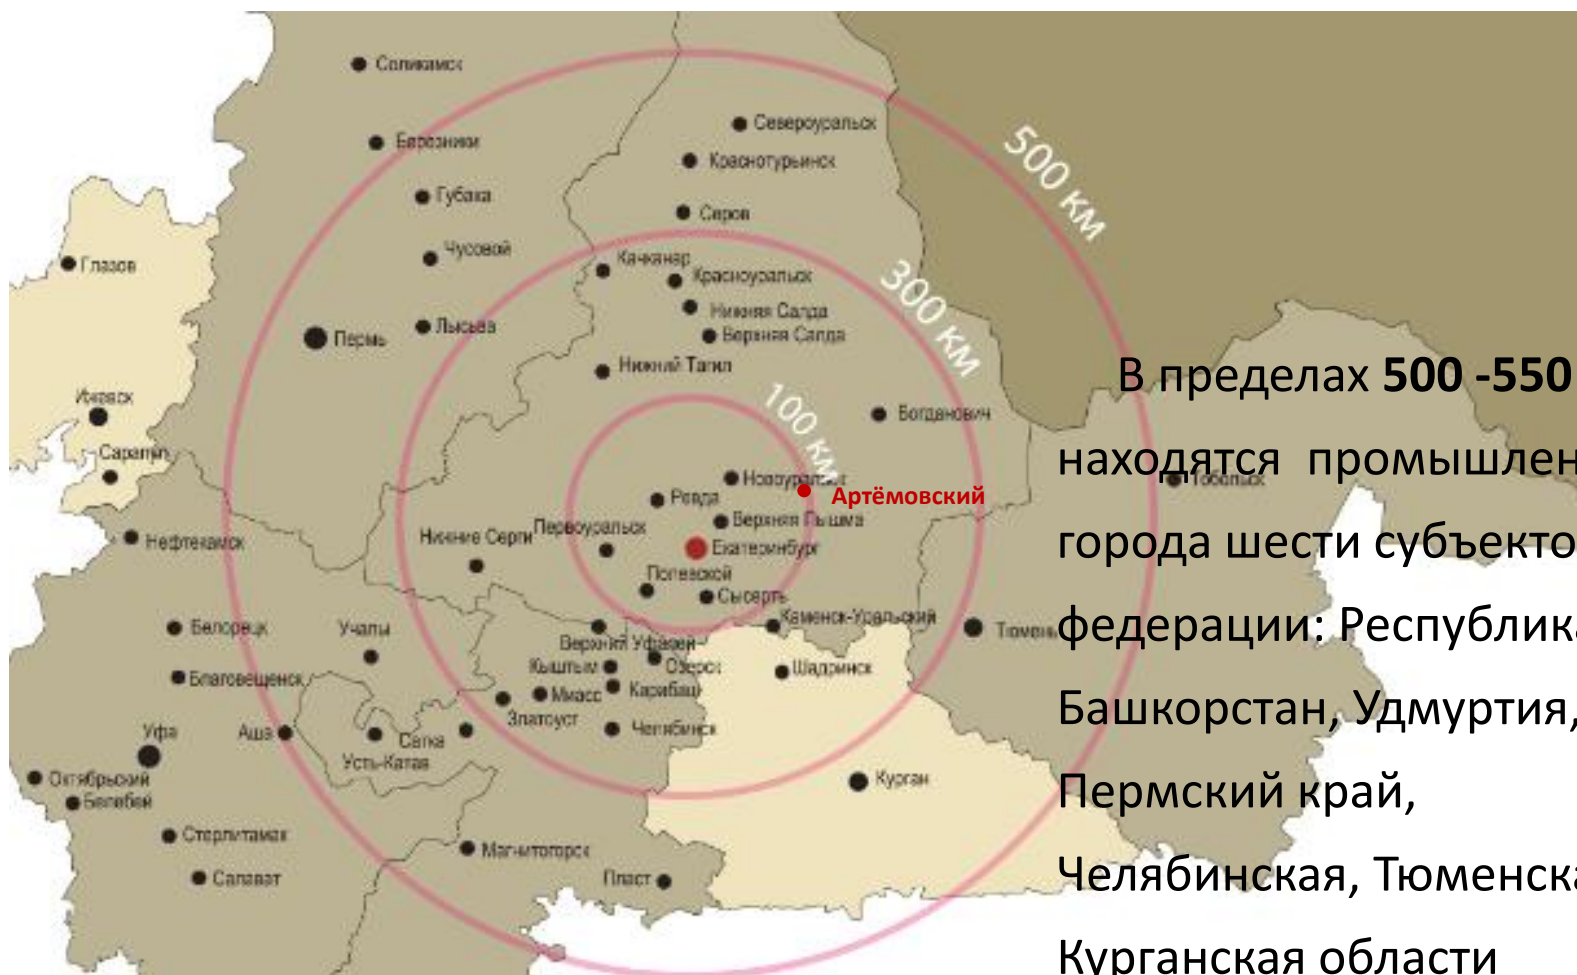 Соликамск
Североуральск
Березники
Краснотурьинск
500 КМ
Губаха
Серов
Чусовой
Качканар
Глазов
Красноуральск
300 КМ
Нижняя Салда
Лысьва
Верхняя Салда
Пермь
Нижний Тагил
В пределах 500 -550
Ижевск
100 КМ
Богданович
Сарапул
находятся промышлен
Новоуральск
Тобольск
Ревда
Артёмовский
Первоуральск
Верхняя Пышма
Нижние Серги
Нефтекамск
Екатеринбург
города шести субъекто
Полевской
Сысерть
Каменск-Уральский
Белорецк
Учалы
Тюмень
федерации: Республика
Верхний Уфалей
Кыштым
Озерск
Шадринск
Благовещенск
Миасс
Карабаш
Златоуст
Башкорстан, Удмуртия,
Уфа
Аша
Сатка
Челябинск
Усть-Катав
Октябрьский
Курган
Белебей
Пермский край,
Стерлитамак
Магнитогорск
Салават
Пласт
Челябинская, Тюменска
Курганская области